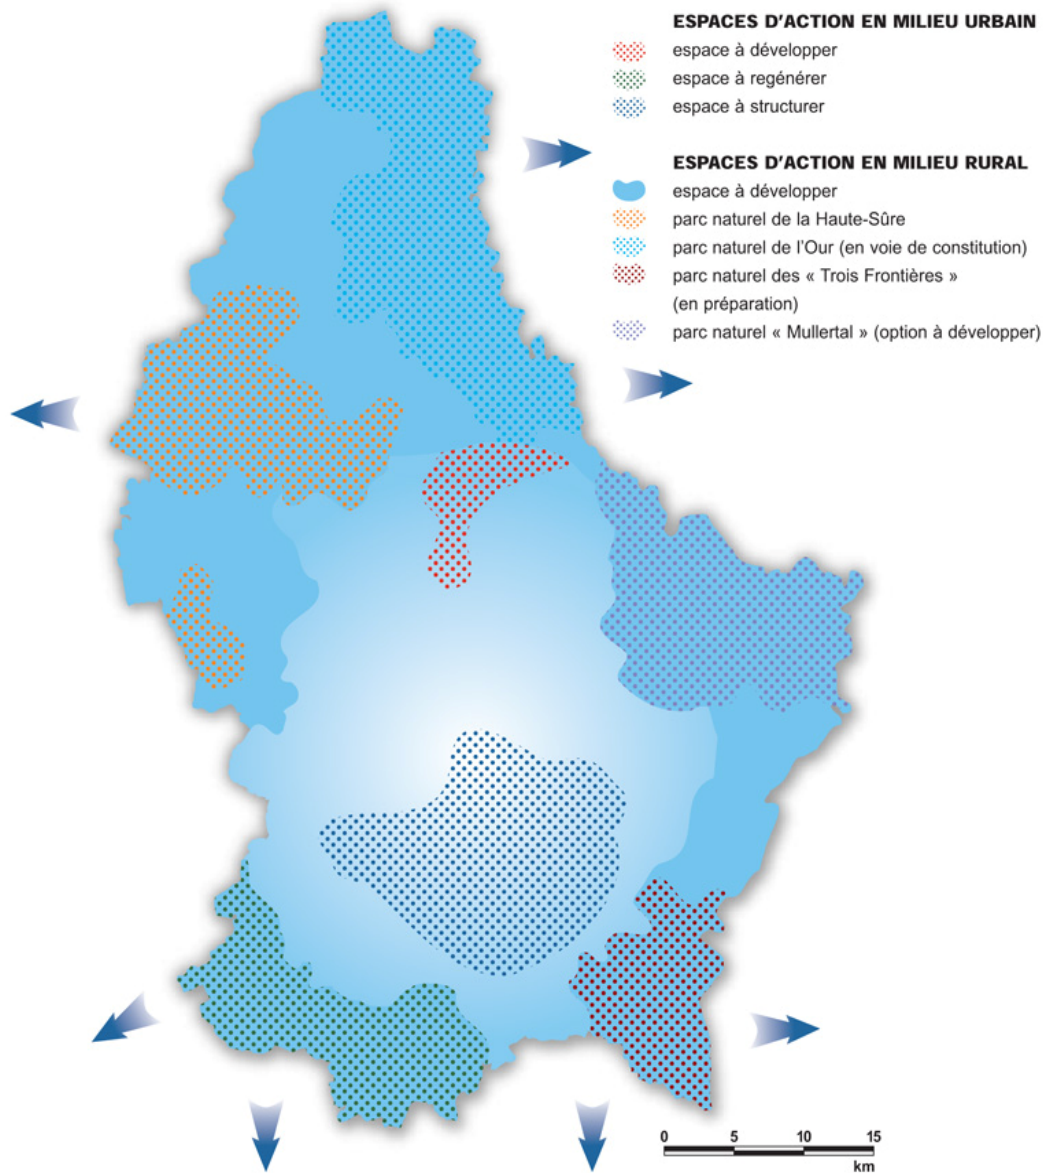 ESPACES D'ACTION EN MILIEU URBAIN
espace à développer
espace à regénérer
espace à structurer
ESPACES D'ACTION EN MILIEU RURAL
espace à développer
parc naturel de la Haute-Sûre
parc naturel de l'Our (en voie de constitution)
parc naturel des « Trois Frontières »
(en préparation)
parc naturel « Mullertal » (option à développer)
0 5 10 15
km